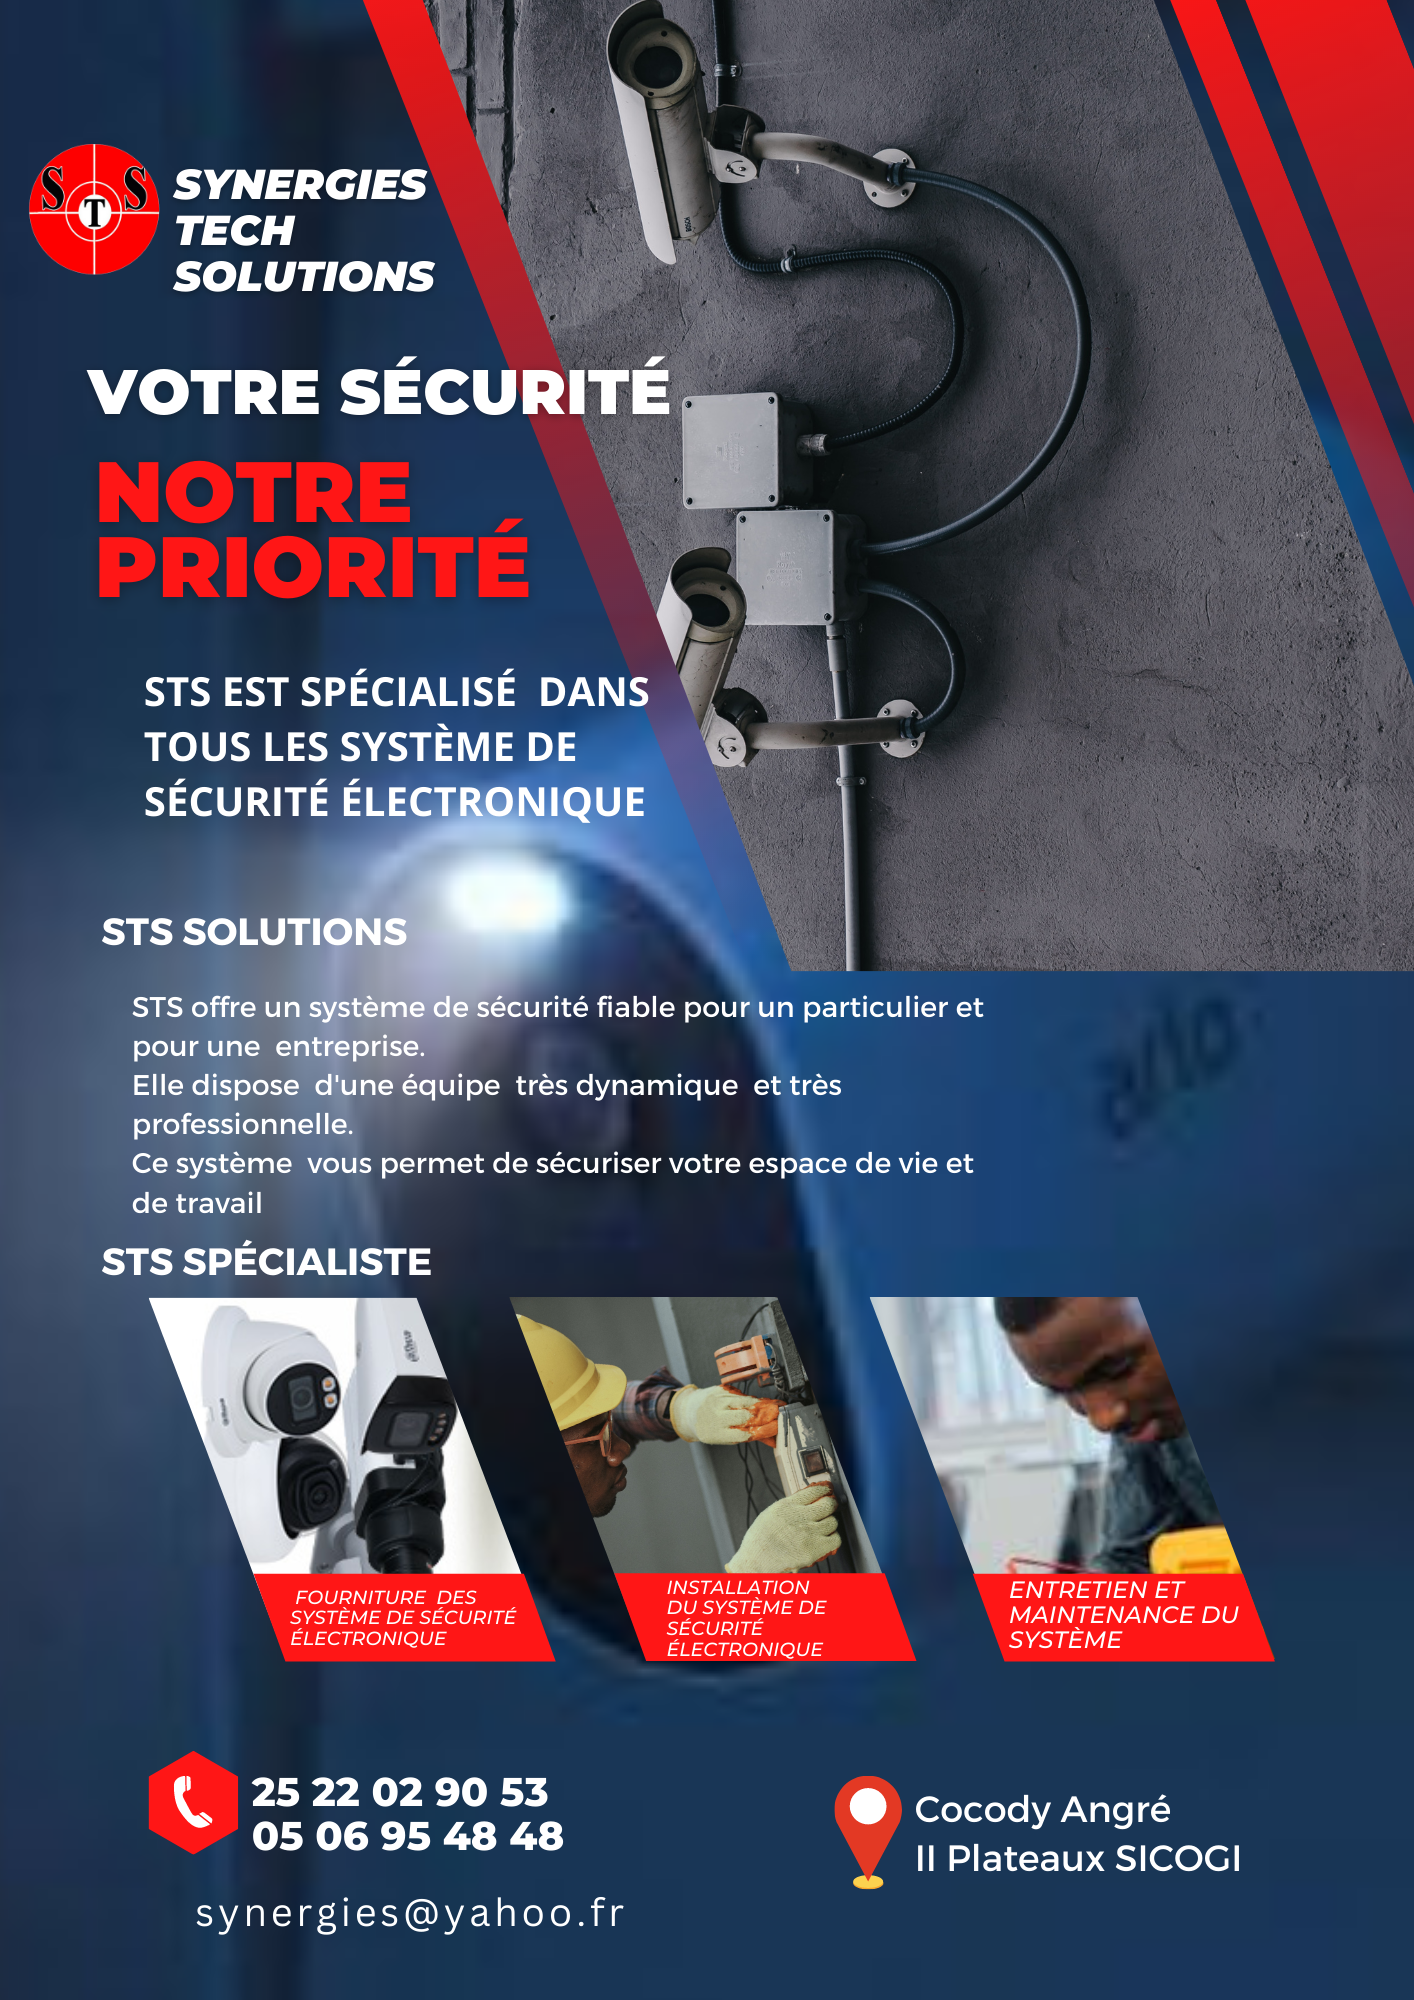 S T S
SYNERGIES
TECH
SOLUTIONS
VOTRE SÉCURITÉ
NOTRE
PRIORITÉ
STS EST SPÉCIALISÉ DANS
TOUS LES SYSTÈME DE
SÉCURITÉ ÉLECTRONIQUE
STS SOLUTIONS
STS offre un système de sécurité fiable pour un particulier et
pour une entreprise.
Elle dispose d'une équipe très dynamique et très
professionnelle.
Ce système vous permet de sécuriser votre espace de vie et
de travail
STS SPÉCIALISTE
FOURNITURE DES
SYSTÈME DE SÉCURITÉ
ÉLECTRONIQUE
INSTALLATION
DU SYSTÈME DE
SÉCURITÉ
ÉLECTRONIQUE
ENTRETIEN ET
MAINTENANCE DU
SYSTÈME
25 22 02 90 53
05 06 95 48 48
synergies@yahoo.fr
Cocody Angré
II Plateaux SICOGI